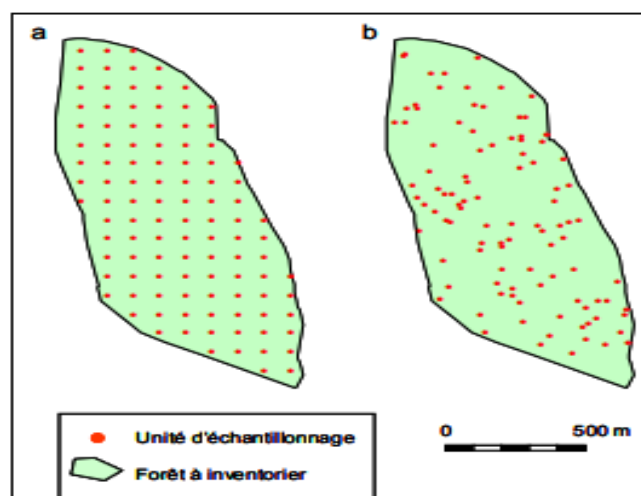 a
b
Unité d'échantillonnage
Forêt à inventorier
0 500 m